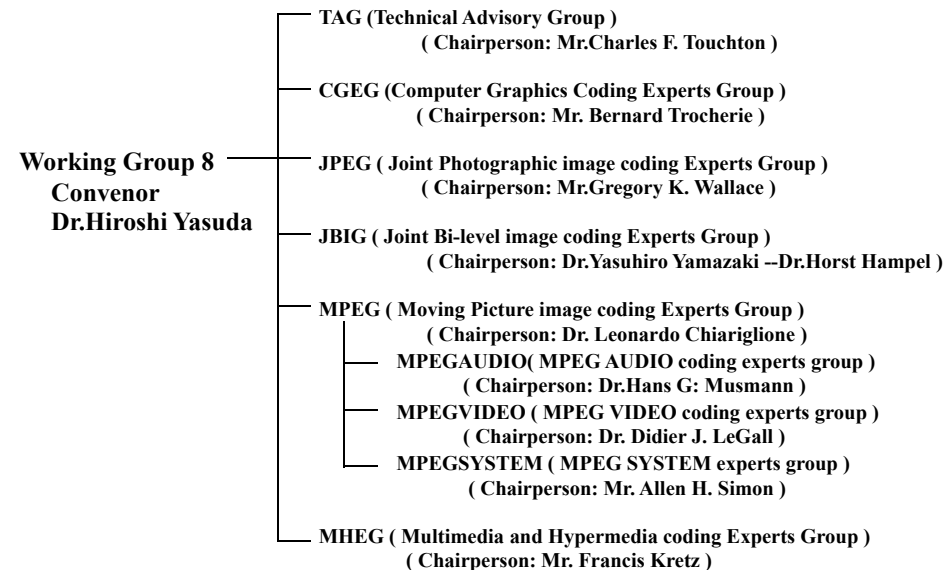 TAG (Technical Advisory Group )
( Chairperson: Mr.Charles F. Touchton )
CGEG (Computer Graphics Coding Experts Group )
( Chairperson: Mr. Bernard Trocherie )
Working Group 8
Convenor
Dr.Hiroshi Yasuda
JPEG ( Joint Photographic image coding Experts Group )
( Chairperson: Mr.Gregory K. Wallace )
JBIG ( Joint Bi-level image coding Experts Group )
( Chairperson: Dr.Yasuhiro Yamazaki --Dr.Horst Hampel )
MPEG ( Moving Picture image coding Experts Group )
( Chairperson: Dr. Leonardo Chiariglione )
MPEGAUDIO( MPEG AUDIO coding experts group )
( Chairperson: Dr.Hans G: Musmann )
MPEGVIDEO ( MPEG VIDEO coding experts group )
( Chairperson: Dr. Didier J. LeGall )
MPEGSYSTEM ( MPEG SYSTEM experts group )
( Chairperson: Mr. Allen H. Simon )
MHEG ( Multimedia and Hypermedia coding Experts Group )
( Chairperson: Mr. Francis Kretz )